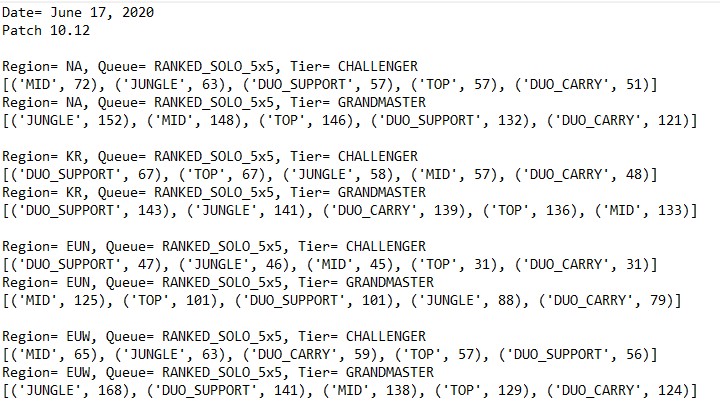 Date= June 17, 2020
Patch 10.12
Region= NA, Queue= RANKED_SOLO_5x5, Tier= CHALLENGER
[('MID', 72), ('JUNGLE', 63), ('DUO_SUPPORT', 57), ('TOP', 57), ('DUO_CARRY', 51)]
Region= NA, Queue= RANKED_SOLO_5x5, Tier= GRANDMASTER
[('JUNGLE', 152), ('MID', 148), ('TOP', 146), ('DUO_SUPPORT', 132), ('DUO_CARRY', 121)]
Region= KR, Queue= RANKED_SOLO_5x5, Tier= CHALLENGER
[('DUO_SUPPORT', 67), ('TOP', 67), ('JUNGLE', 58), ('MID', 57), ('DUO_CARRY', 48)]
Region= KR, Queue= RANKED_SOLO_5x5, Tier= GRANDMASTER
[('DUO_SUPPORT', 143), ('JUNGLE', 141), ('DUO_CARRY', 139), ('TOP', 136), ('MID', 133)]
Region= EUN, Queue= RANKED_SOLO_5x5, Tier= CHALLENGER
[('DUO_SUPPORT', 47), ('JUNGLE', 46), ('MID', 45), ('TOP', 31), ('DUO_CARRY', 31)]
Region= EUN, Queue= RANKED_SOLO_5x5, Tier= GRANDMASTER
[('MID', 125), ('TOP', 101), ('DUO_SUPPORT', 101), ('JUNGLE', 88), ('DUO_CARRY', 79)]
Region= EUW, Queue= RANKED_SOLO_5x5, Tier= CHALLENGER
[('MID', 65), ('JUNGLE', 63), ('DUO_CARRY', 59), ('TOP', 57), ('DUO_SUPPORT', 56)]
Region= EUW, Queue= RANKED_SOLO_5x5, Tier= GRANDMASTER
[('JUNGLE', 168), ('DUO_SUPPORT', 141), ('MID', 138), ('TOP', 129), ('DUO_CARRY', 124)]